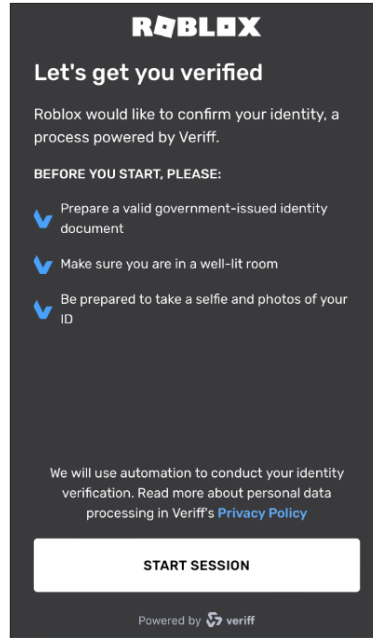 ROBLOX
Let's get you verified
Roblox would like to confirm your identity, a
process powered by Veriff.
BEFORE YOU START, PLEASE:
Prepare a valid government-issued identity
document
Make sure you are in a well-lit room
Be prepared to take a selfie and photos of your
ID
We will use automation to conduct your identity
verification. Read more about personal data
processing in Veriff's Privacy Policy
START SESSION
Powered by veriff